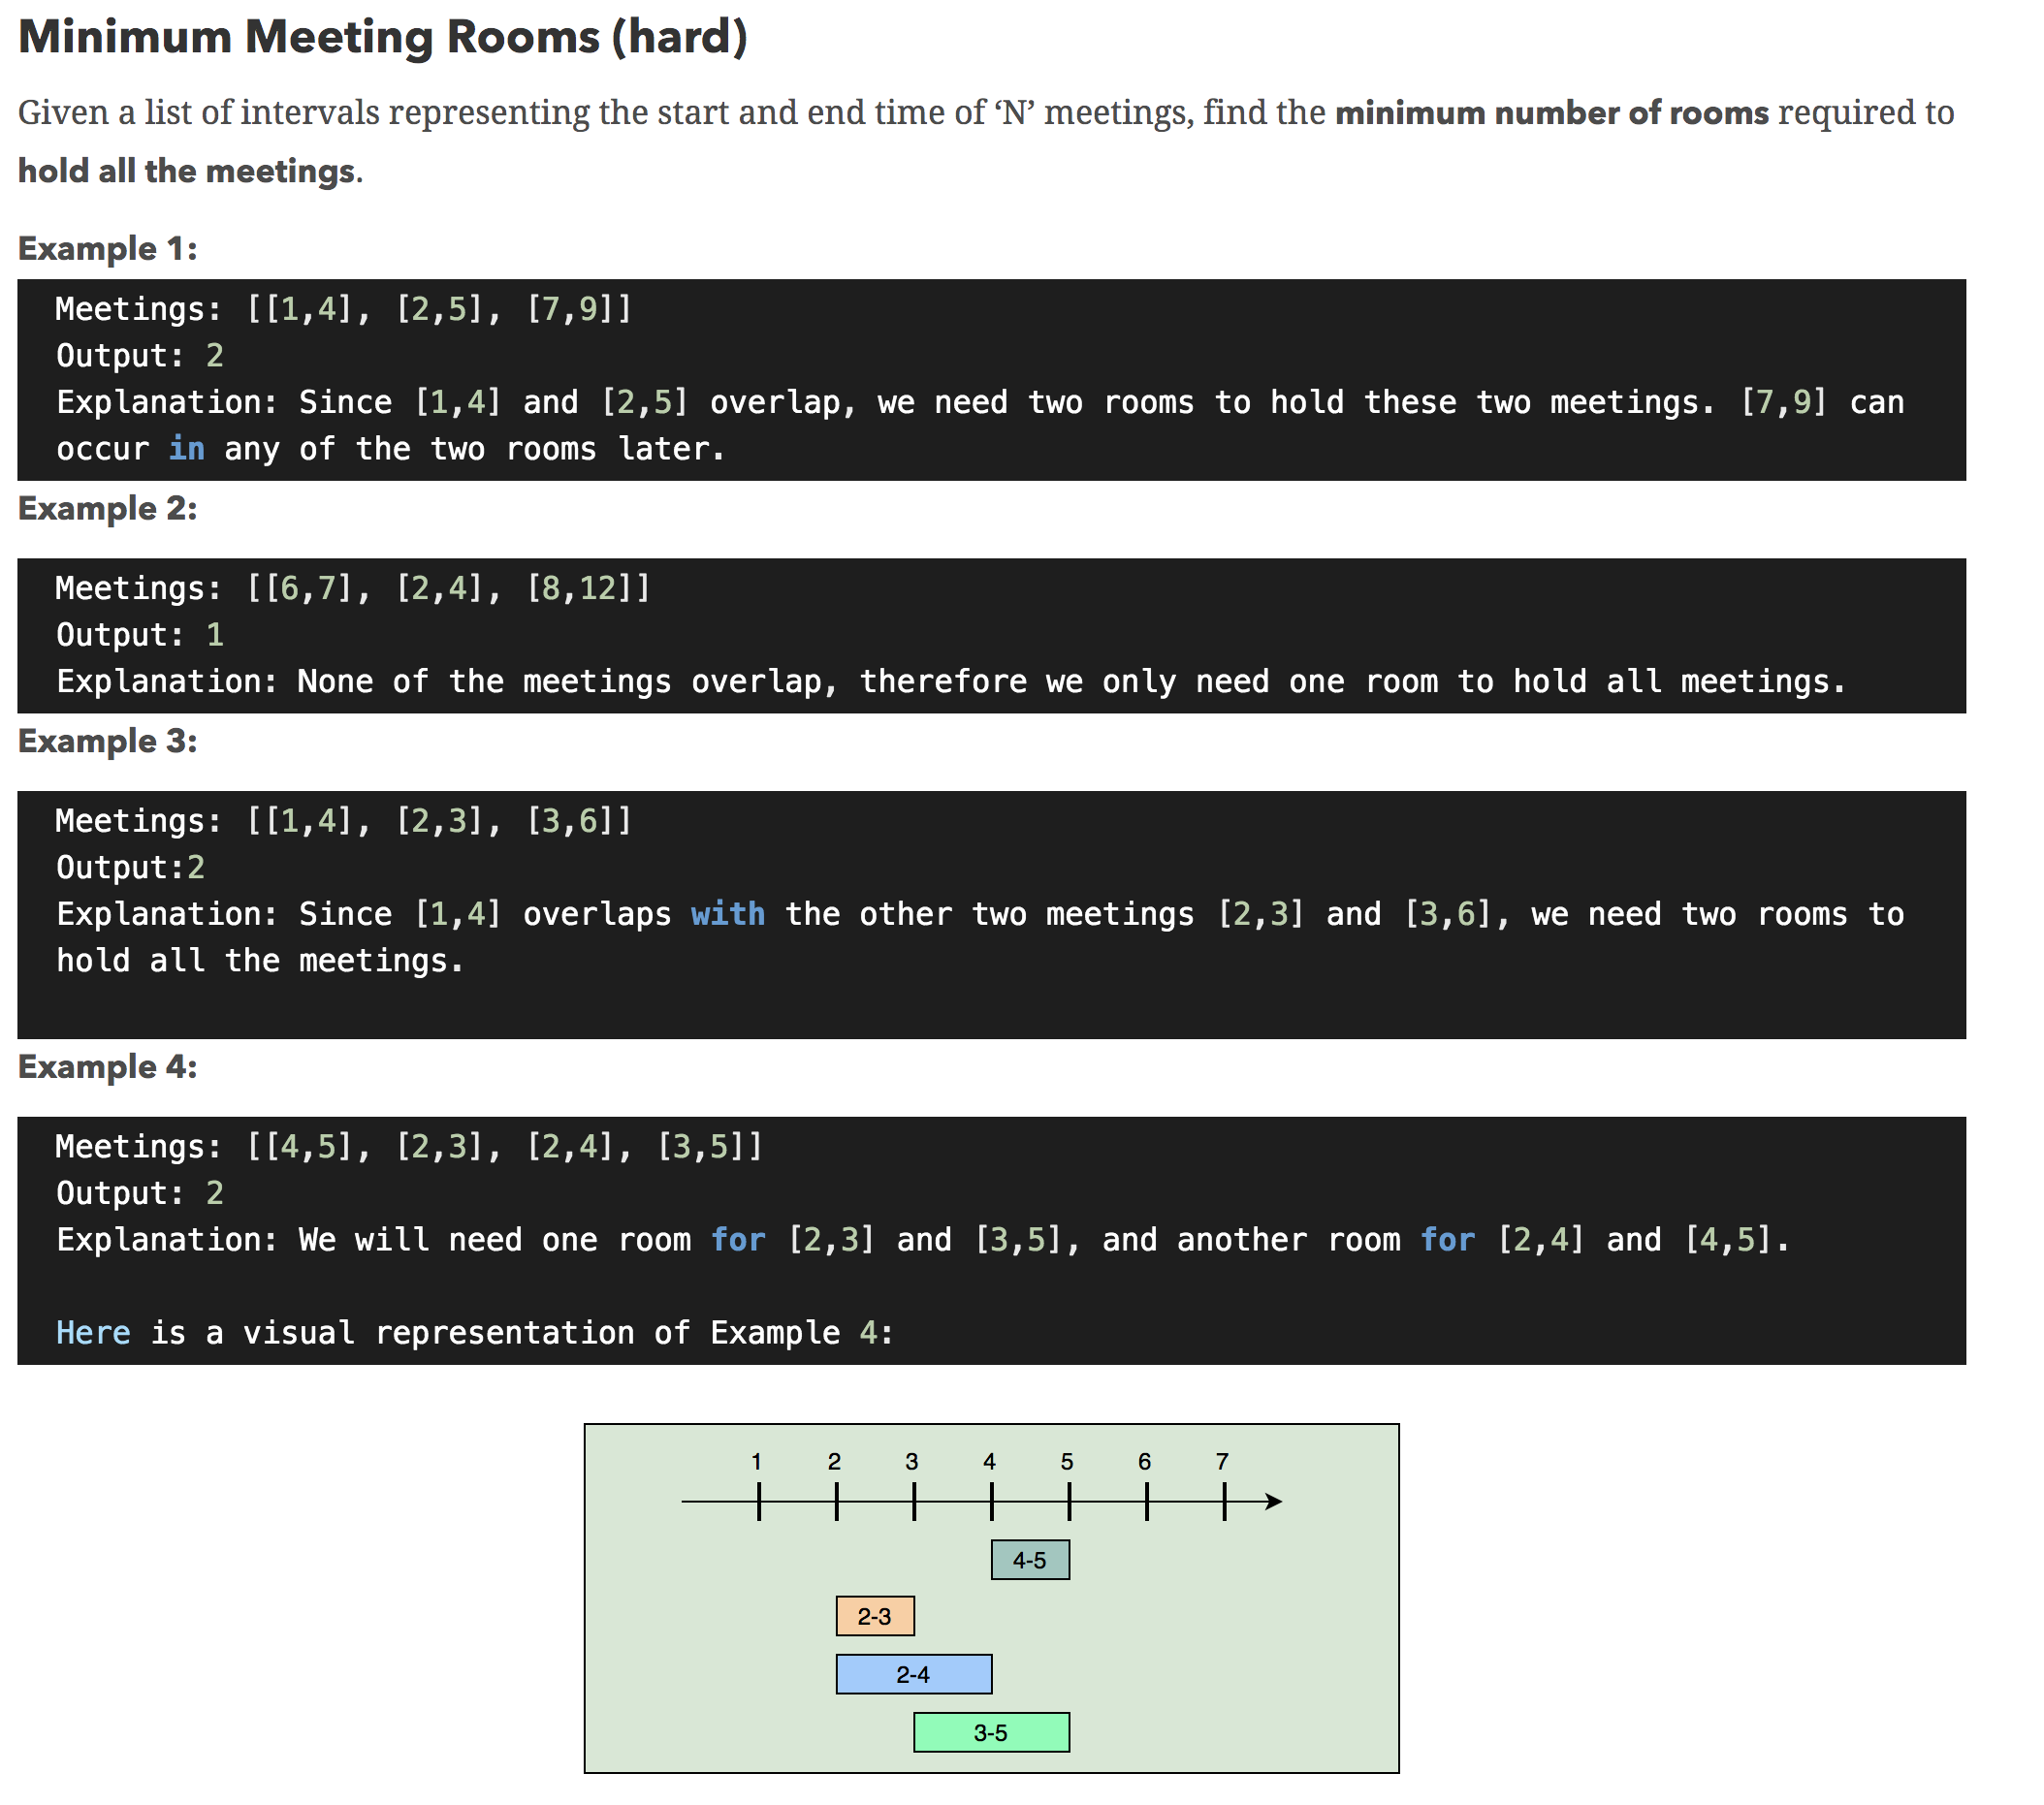 Minimum Meeting Rooms (hard)
Given a list of intervals representing the start and end time of ‘N’ meetings, find the minimum number of rooms required to
hold all the meetings.
Example 1:
Meetings: [[1,4], [2,5], [7,9]]
Output: 2
Explanation: Since [1,4] and [2,5] overlap, we need two rooms to hold these two meetings. [7,9] can
occur in any of the two rooms later.
Example 2:
Meetings: [[6,7], [2,4], [8,12]]
Output: 1
Explanation: None of the meetings overlap, therefore we only need one room to hold all meetings.
Example 3:
Meetings: [[1,4], [2,3], [3,6]]
Output:2
Explanation: Since [1,4] overlaps with the other two meetings [2,3] and [3,6], we need two rooms to
hold all the meetings.
Example 4:
Meetings: [[4,5], [2,3], [2,4], [3,5]]
Output: 2
Explanation: We will need one room for [2,3] and [3,5], and another room for [2,4] and [4,5].
Here is a visual representation of Example 4:
1 2 3 4 5 6 7
4-5
2-3
2-4
3-5